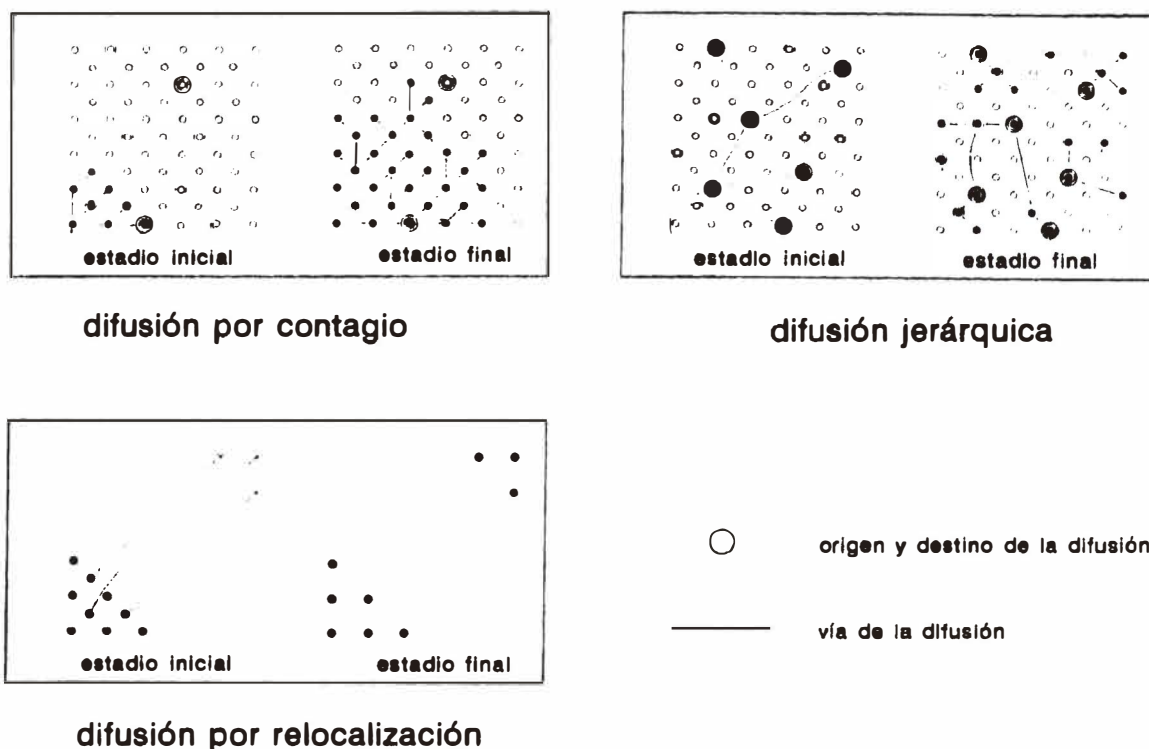 estadio inicial
estadio final
difusión por contagio
estadio inicial
estadio final
difusión jerárquica
estadio inicial
estadio final
difusión por relocalización
origen y destino de la difusión
vía de la difusión